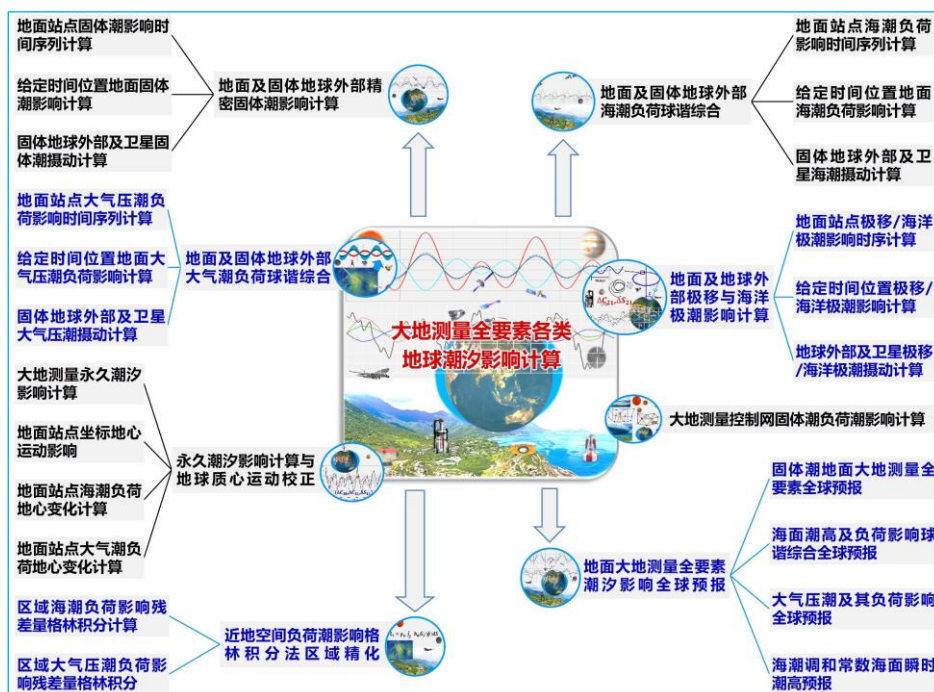 地面站点固体潮影响时
间序列计算
给定时间位置地面固体
潮影响计算
固体地球外部及卫星固
体潮摄动计算
地面及固体地球外部精
密固体潮影响计算
地面站点海潮负荷
影响时间序列计算
给定时间位置地面
海潮负荷影响计算
固体地球外部及卫
星海潮摄动计算
地面及固体地球外部
海潮负荷球谐综合
地面站点大气压潮负
荷影响时间序列计算
给定时间位置地面大
气压潮负荷影响计算
固体地球外部及卫星
大气压潮摄动计算
地面及固体地球外部
大气潮负荷球谐综合
大地测量全要素各类
地球潮汐影响计算
地面及地球外
部极移与海洋
极潮影响计算
地面站点极移/海洋
极潮影响时序计算
给定时间位置极移/
海洋极潮影响计算
地球外部及卫星极移
/海洋极潮摄动计算
大地测量控制网固体潮负荷潮影响计算
大地测量永久潮汐
影响计算
地面站点坐标地心
运动影响
地面站点海潮负荷
地心变化计算
地面站点大气潮负
荷地心变化计算
永久潮汐影响计算与
地球质心运动校正
地面大地测量全要素
潮汐影响全球预报
固体潮地面大地测量全
要素全球预报
海面潮高及负荷影响球
谐综合全球预报
大气压潮及其负荷影响
全球预报
海潮调和常数海面瞬时
潮高预报
区域海潮负荷影响残
差量格林积分计算
区域大气压潮负荷影
响残差量格林积分
近地空间负荷潮影响格
林积分法区域精化